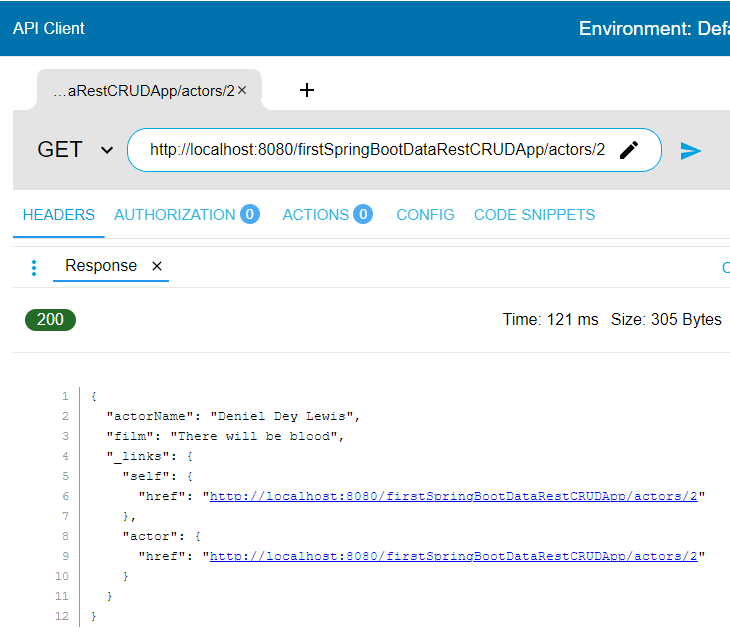 API Client
Environment: Defa
...aRestCRUDApp/actors/2×
+
GET
http://localhost:8080/firstSpringBootDataRestCRUDApp/actors/2
HEADERS AUTHORIZATION 0 ACTIONS 0 CONFIG CODE SNIPPETS
Response ×
200
Time: 121 ms Size: 305 Bytes
1 {
2 "actorName": "Deniel Dey Lewis",
3 "film": "There will be blood",
4 "_links": {
5 "self": {
6 "href": "http://localhost:8080/firstSpringBootDataRestCRUDApp/actors/2"
7 },
8 "actor": {
9 "href": "http://localhost:8080/firstSpringBootDataRestCRUDApp/actors/2"
10 }
11 }
12 }